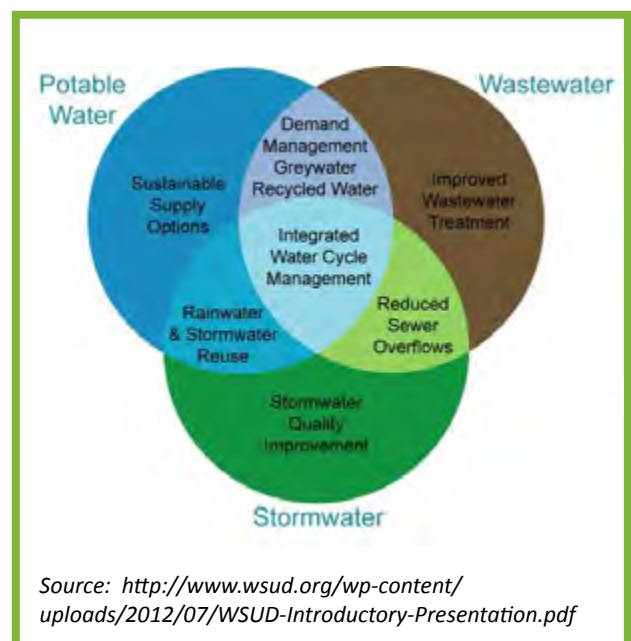 Potable
Water
Wastewater
Demand
Management
Greywater
Recycled Water
Sustainable
Supply
Options
Improved
Wastewater
Treatment
Integrated
Water Cycle
Management
Rainwater
& Stormwater
Reuse
Reduced
Sewer
Overflows
Stormwater
Quality
Improvement
Stormwater
Source: http://www.wsud.org/wp-content/
uploads/2012/07/WSUD-Introductory-Presentation.pdf